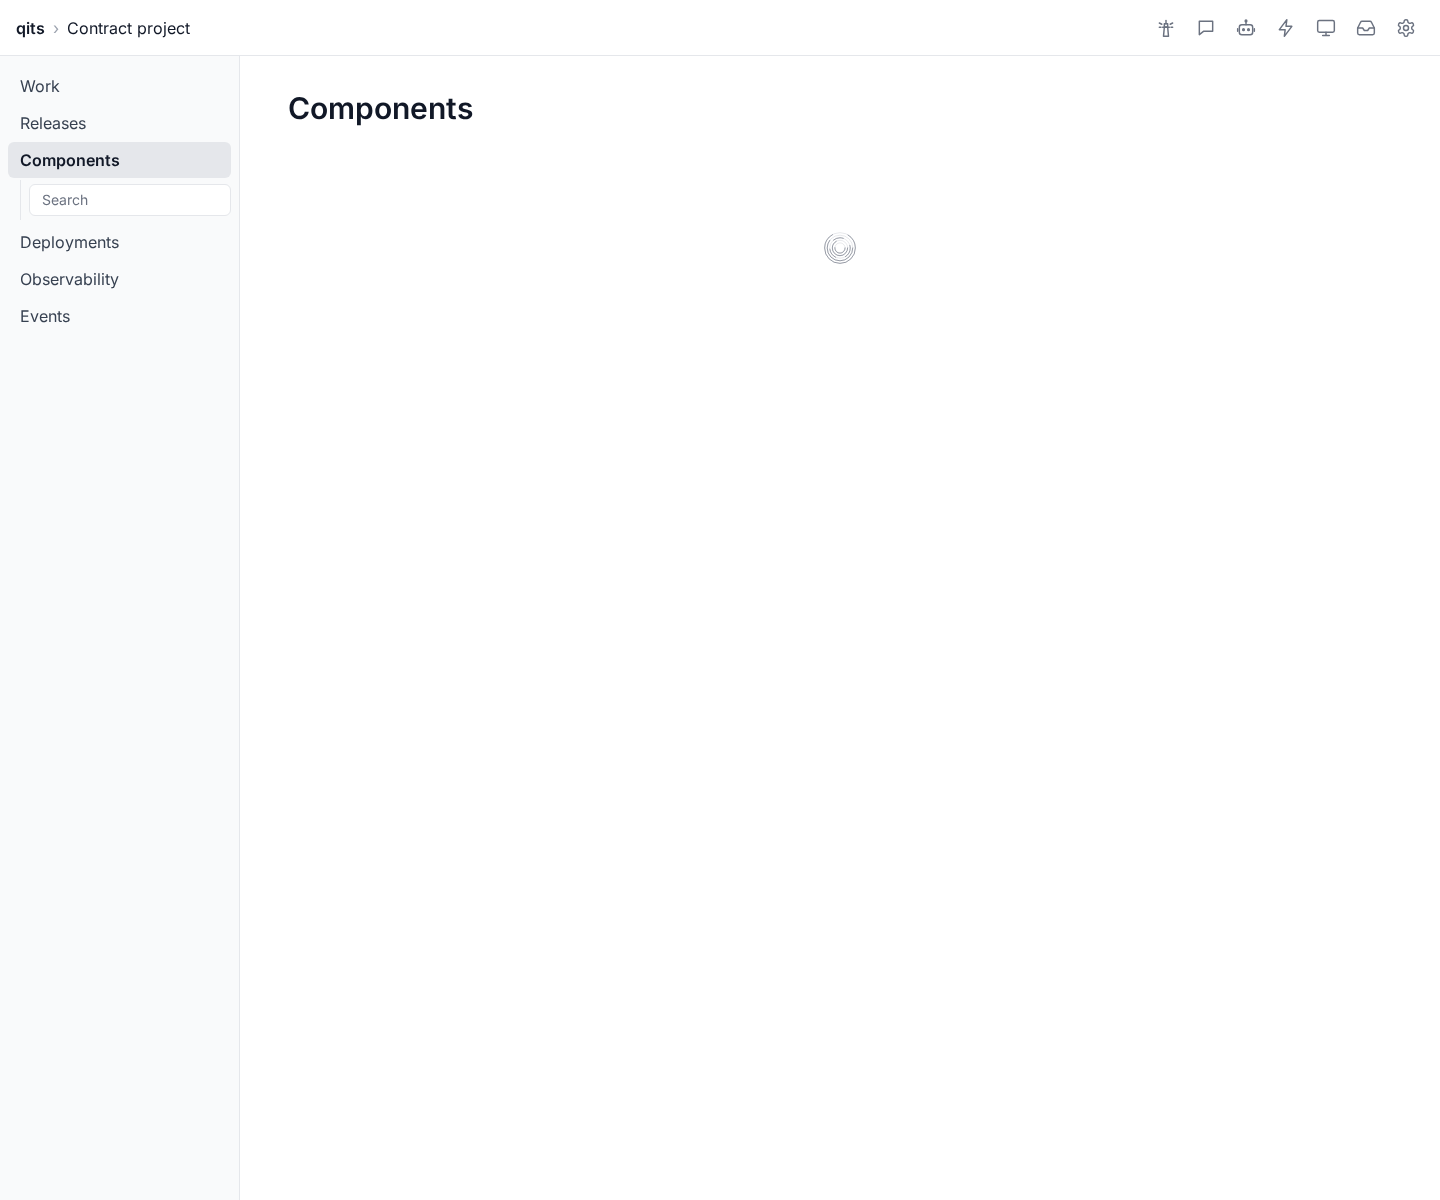 qits › Contract project
Work
Releases
Components
Search
Deployments
Observability
Events
Components